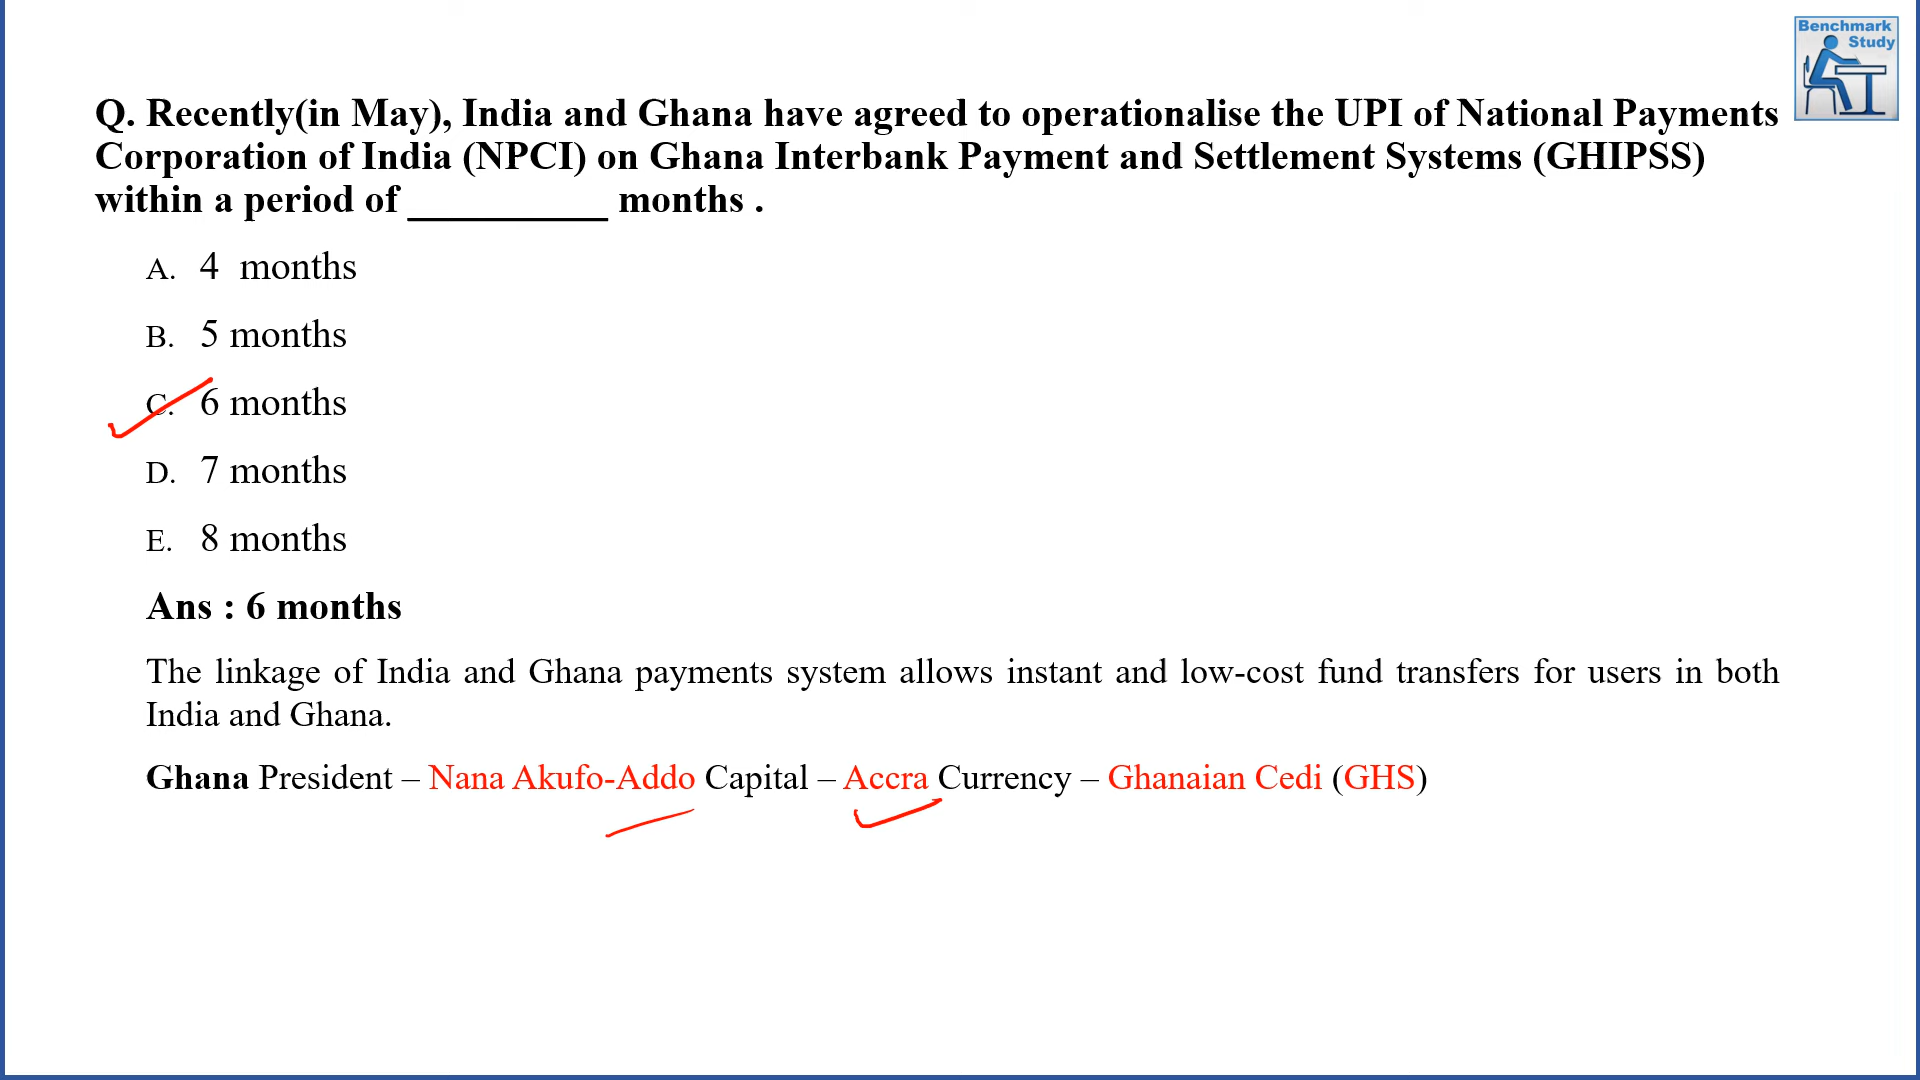 Benchmark
Study
Q. Recently(in May), India and Ghana have agreed to operationalise the UPI of National Payments
Corporation of India (NPCI) on Ghana Interbank Payment and Settlement Systems (GHIPSS)
within a period of __________ months .
A. 4 months
B. 5 months
C. 6 months
D. 7 months
E. 8 months
Ans : 6 months
The linkage of India and Ghana payments system allows instant and low-cost fund transfers for users in both
India and Ghana.
Ghana President – Nana Akufo-Addo Capital – Accra Currency – Ghanaian Cedi (GHS)